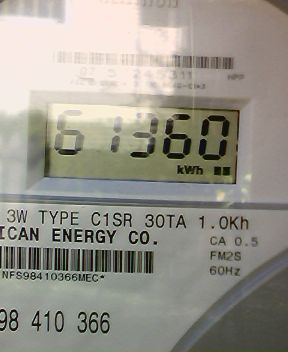 61360
kWh
3W TYPE C1SR 30TA 1.0Kh
ICAN ENERGY CO.
CA 0.5
FM2S
60Hz
NFS98410366MEC*
98 410 366